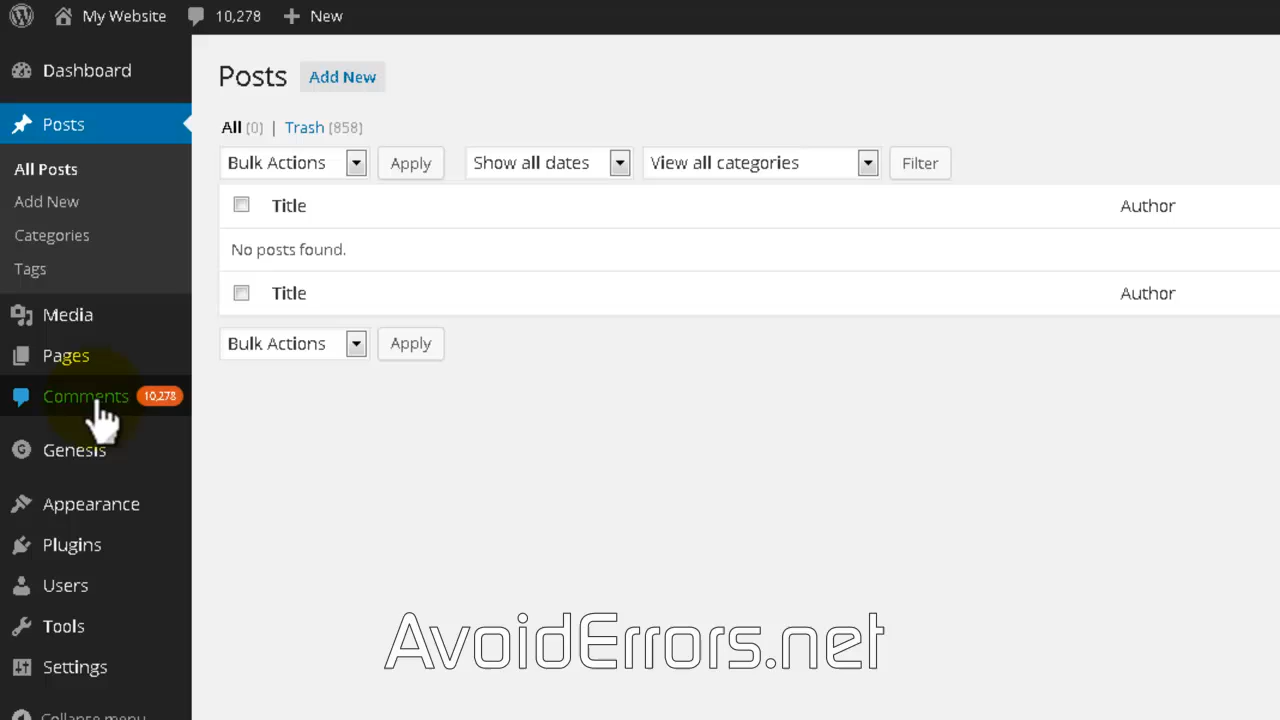 My Website 10,278 New
Dashboard
Posts
All Posts
Add New
Categories
Tags
Media
Pages
Comments 10,278
Genesis
Appearance
Plugins
Users
Tools
Settings
Collapse menu
Posts Add New
All (0) | Trash (858)
Bulk Actions Apply Show all dates View all categories Filter
Title Author
No posts found.
Title Author
Bulk Actions Apply
AvoidErrors.net